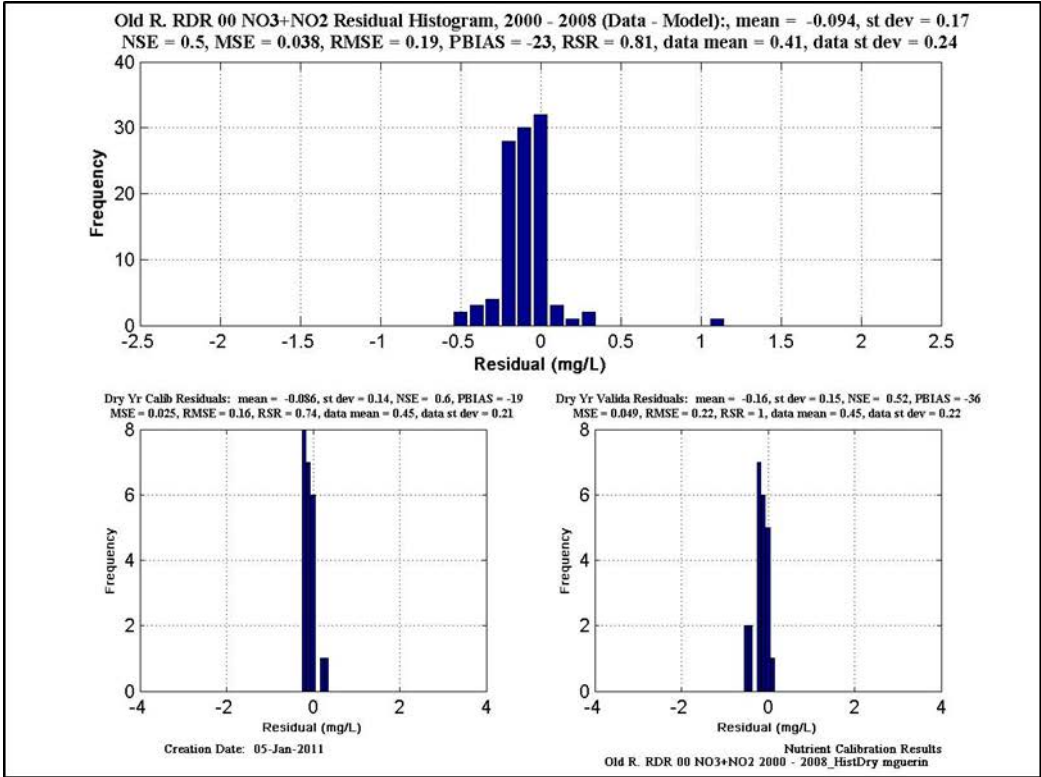 Old R. RDR 00 NO3+NO2 Residual Histogram, 2000 - 2008 (Data - Model):, mean = -0.094, st dev = 0.17
NSE = 0.5, MSE = 0.038, RMSE = 0.19, PBIAS = -23, RSR = 0.81, data mean = 0.41, data st dev = 0.24
40
30
20
10
0
Frequency
-2.5 -2 -1.5 -1 -0.5 0 0.5 1 1.5 2 2.5
Residual (mg/L)
Dry Yr Calib Residuals: mean = -0.086, st dev = 0.14, NSE = 0.6, PBIAS = -19
MSE = 0.025, RMSE = 0.16, RSR = 0.74, data mean = 0.45, data st dev = 0.21
8
6
4
2
0
Frequency
-4 -2 0 2 4
Residual (mg/L)
Creation Date: 05-Jan-2011
Dry Yr Valida Residuals: mean = -0.16, st dev = 0.15, NSE = 0.52, PBIAS = -36
MSE = 0.049, RMSE = 0.22, RSR = 1, data mean = 0.45, data st dev = 0.22
8
6
4
2
0
Frequency
-4 -2 0 2 4
Residual (mg/L)
Nutrient Calibration Results
Old R. RDR 00 NO3+NO2 2000 - 2008_HistDry mguerin